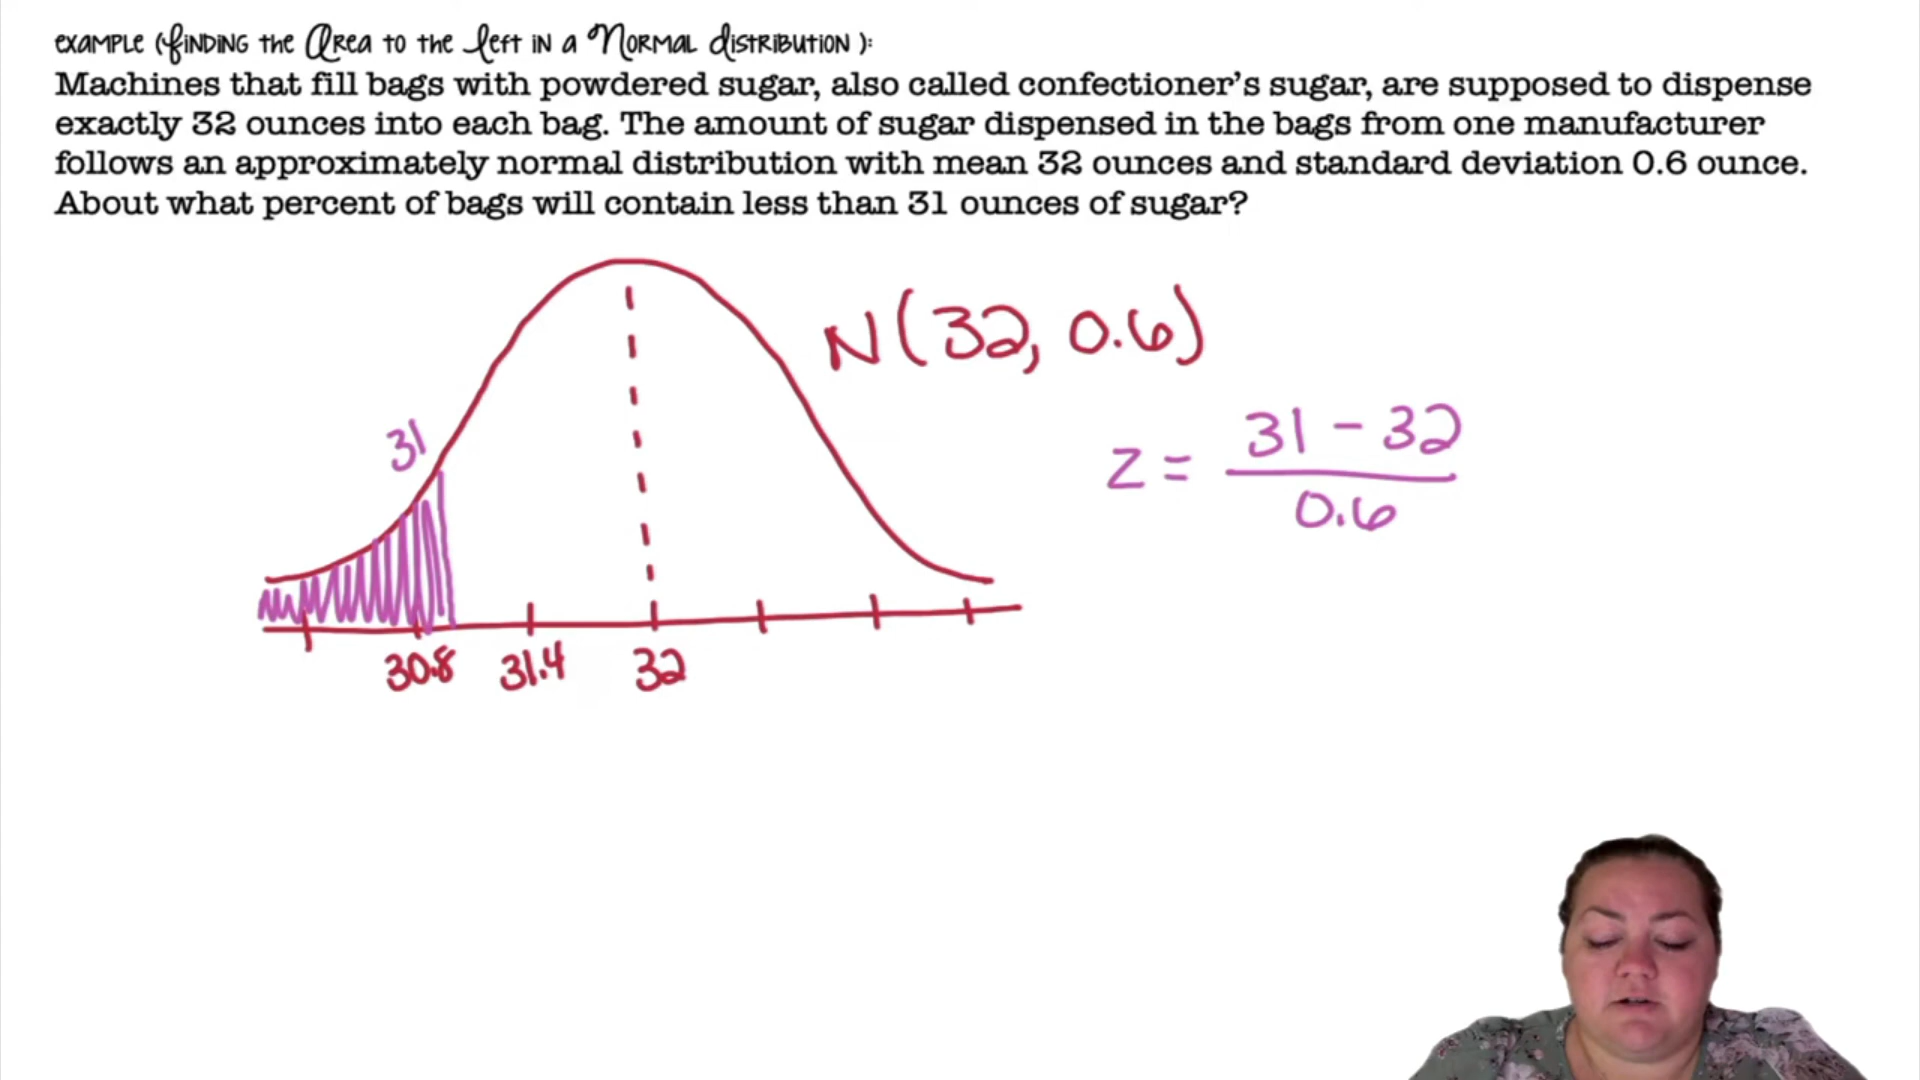 example (finding the Area to the left in a Normal distribution ):
Machines that fill bags with powdered sugar, also called confectioner's sugar, are supposed to dispense
exactly 32 ounces into each bag. The amount of sugar dispensed in the bags from one manufacturer
follows an approximately normal distribution with mean 32 ounces and standard deviation 0.6 ounce.
About what percent of bags will contain less than 31 ounces of sugar?
N(32, 0.6)
31
z = 31 - 32
0.6
30.8 31.4 32